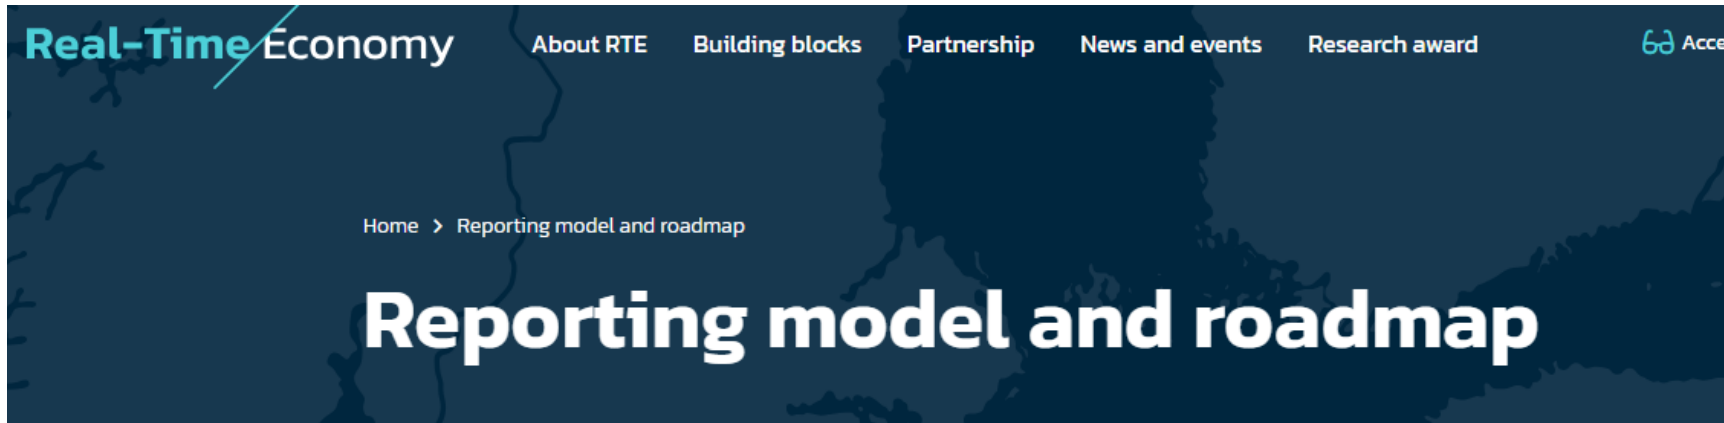 Real-Time Economy About RTE Building blocks Partnership News and events Research award Acce
Home > Reporting model and roadmap
Reporting model and roadmap